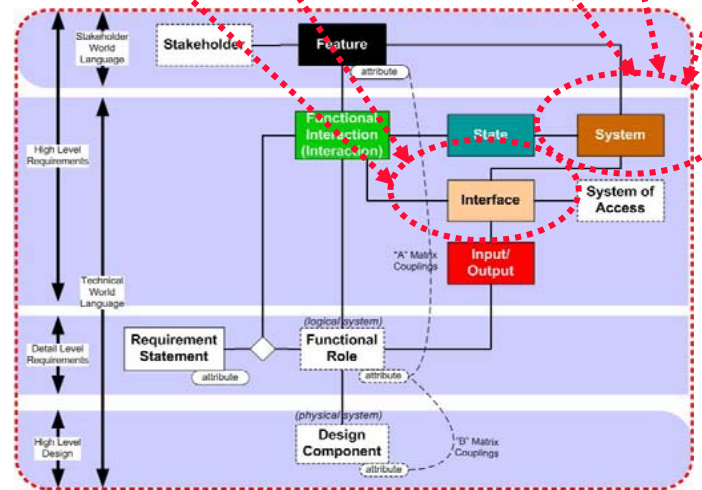 Stakeholder
World
Language
Stakeholder
Feature
attribute
High Level
Requirements
Functional
Interaction
(Interaction)
State
System
Interface
System of
Access
"A" Matrix
Couplings
Input/
Output
Technical
World
Language
Detail Level
Requirements
Requirement
Statement
attribute
(logical system)
Functional
Role
attribute
High Level
Design
(physical system)
Design
Component
attribute
"B" Matrix
Couplings